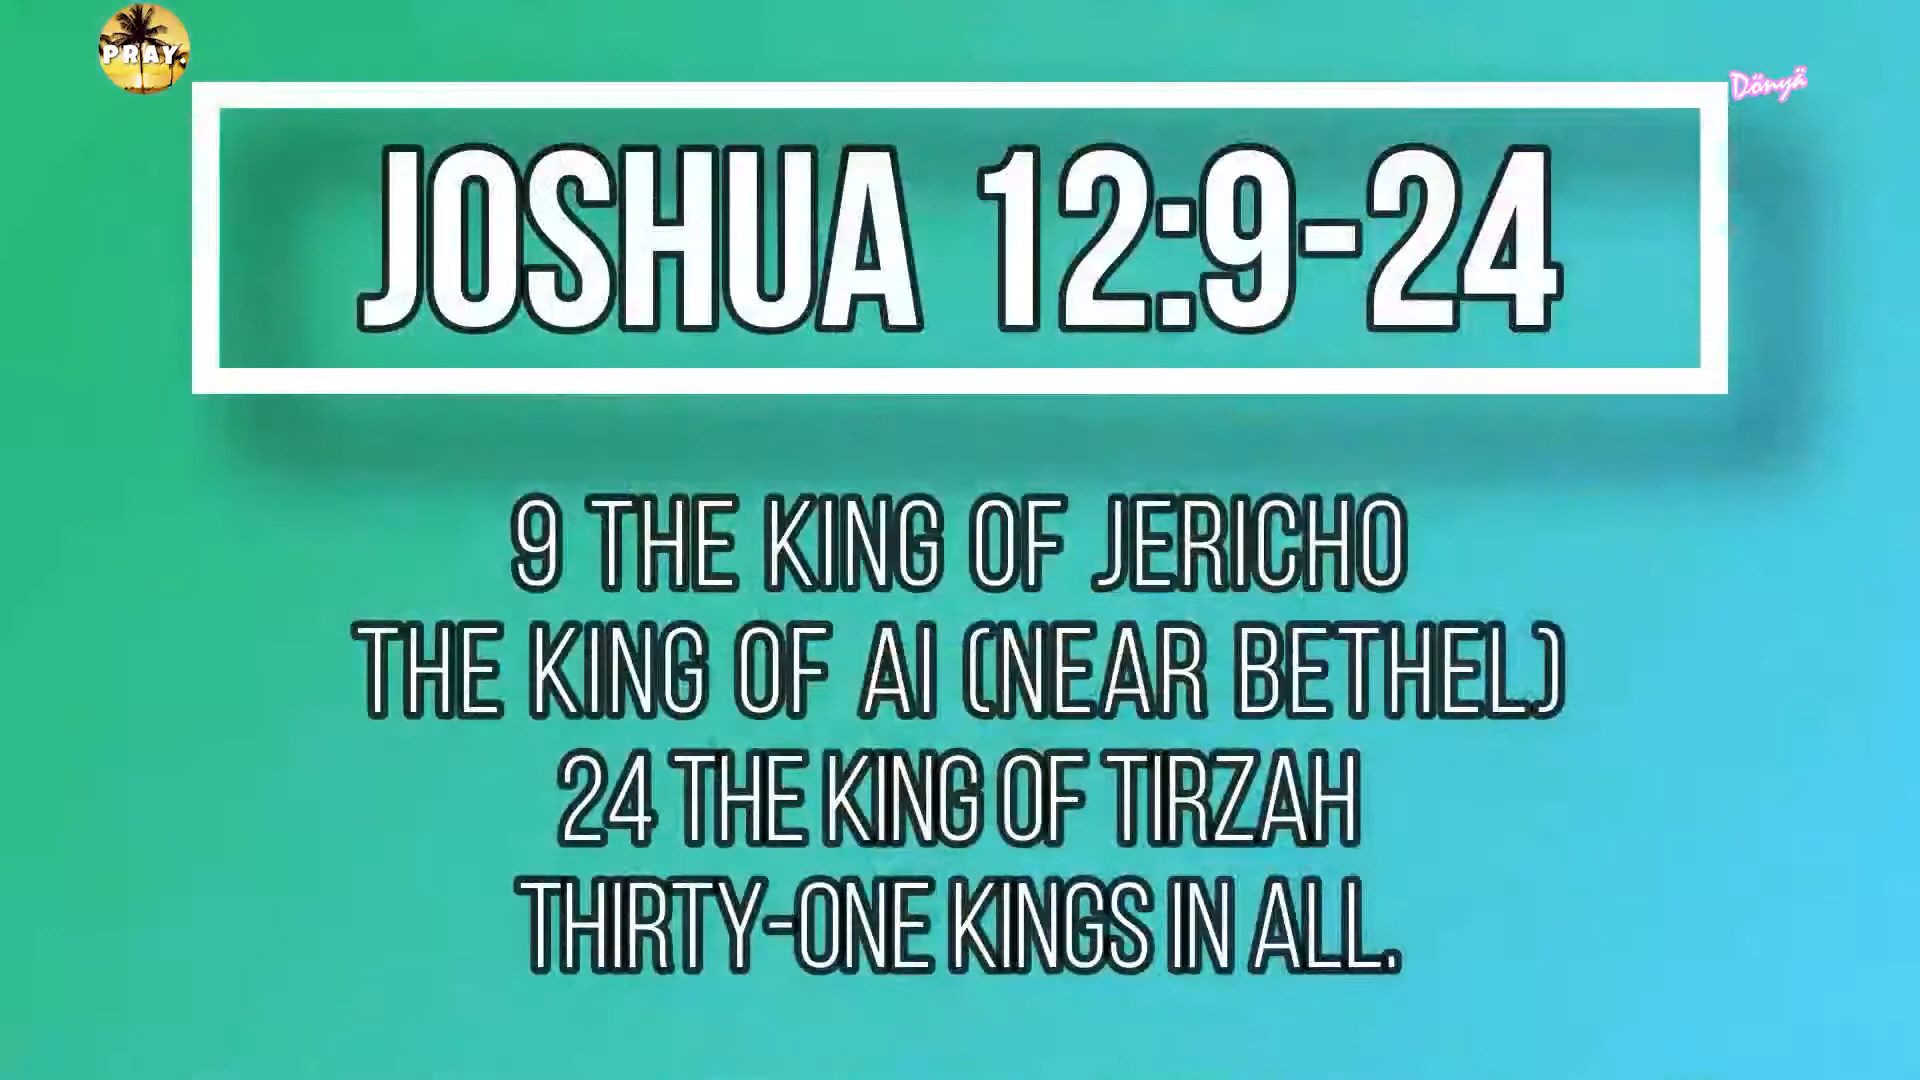 PRAY.
Dönyä
JOSHUA 12:9-24
9 THE KING OF JERICHO
THE KING OF AI (NEAR BETHEL)
24 THE KING OF TIRZAH
THIRTY-ONE KINGS IN ALL.